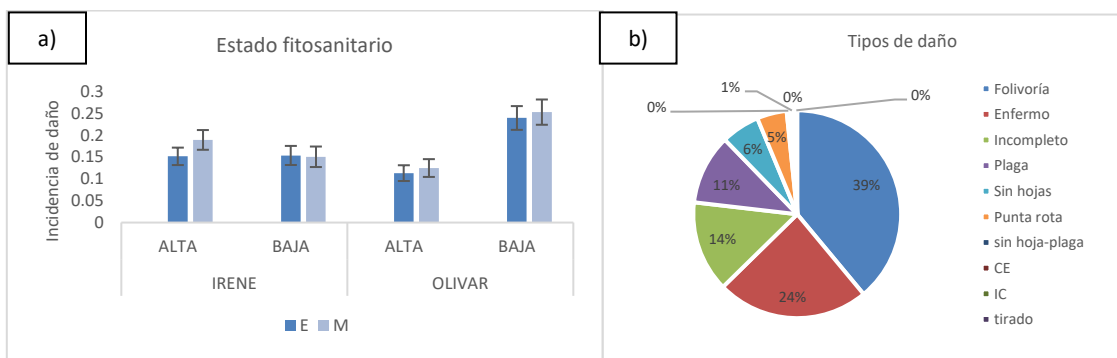 a)
Estado fitosanitario
Incidencia de daño
0.3
0.25
0.2
0.15
0.1
0.05
0
ALTA
BAJA
ALTA
BAJA
IRENE
OLIVAR
E
M
b)
Tipos de daño
1%
0%
0%
0%
5%
6%
11%
14%
24%
39%
Folivoría
Enfermo
Incompleto
Plaga
Sin hojas
Punta rota
sin hoja-plaga
CE
IC
tirado